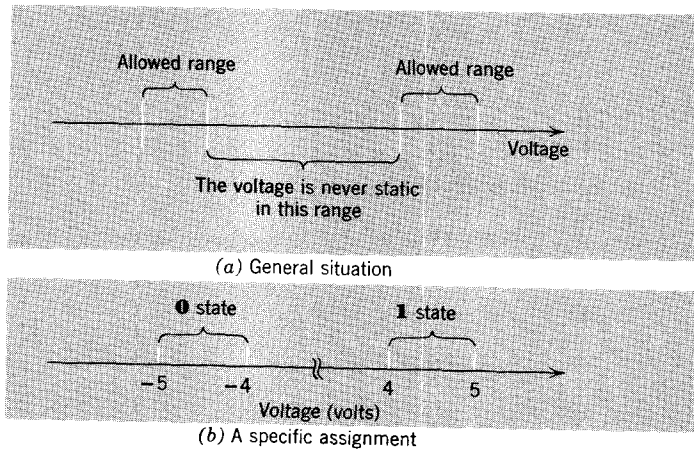 Allowed range
Allowed range
Voltage
The voltage is never static
in this range
(a) General situation
0 state
1 state
−5
−4
4
5
Voltage (volts)
(b) A specific assignment